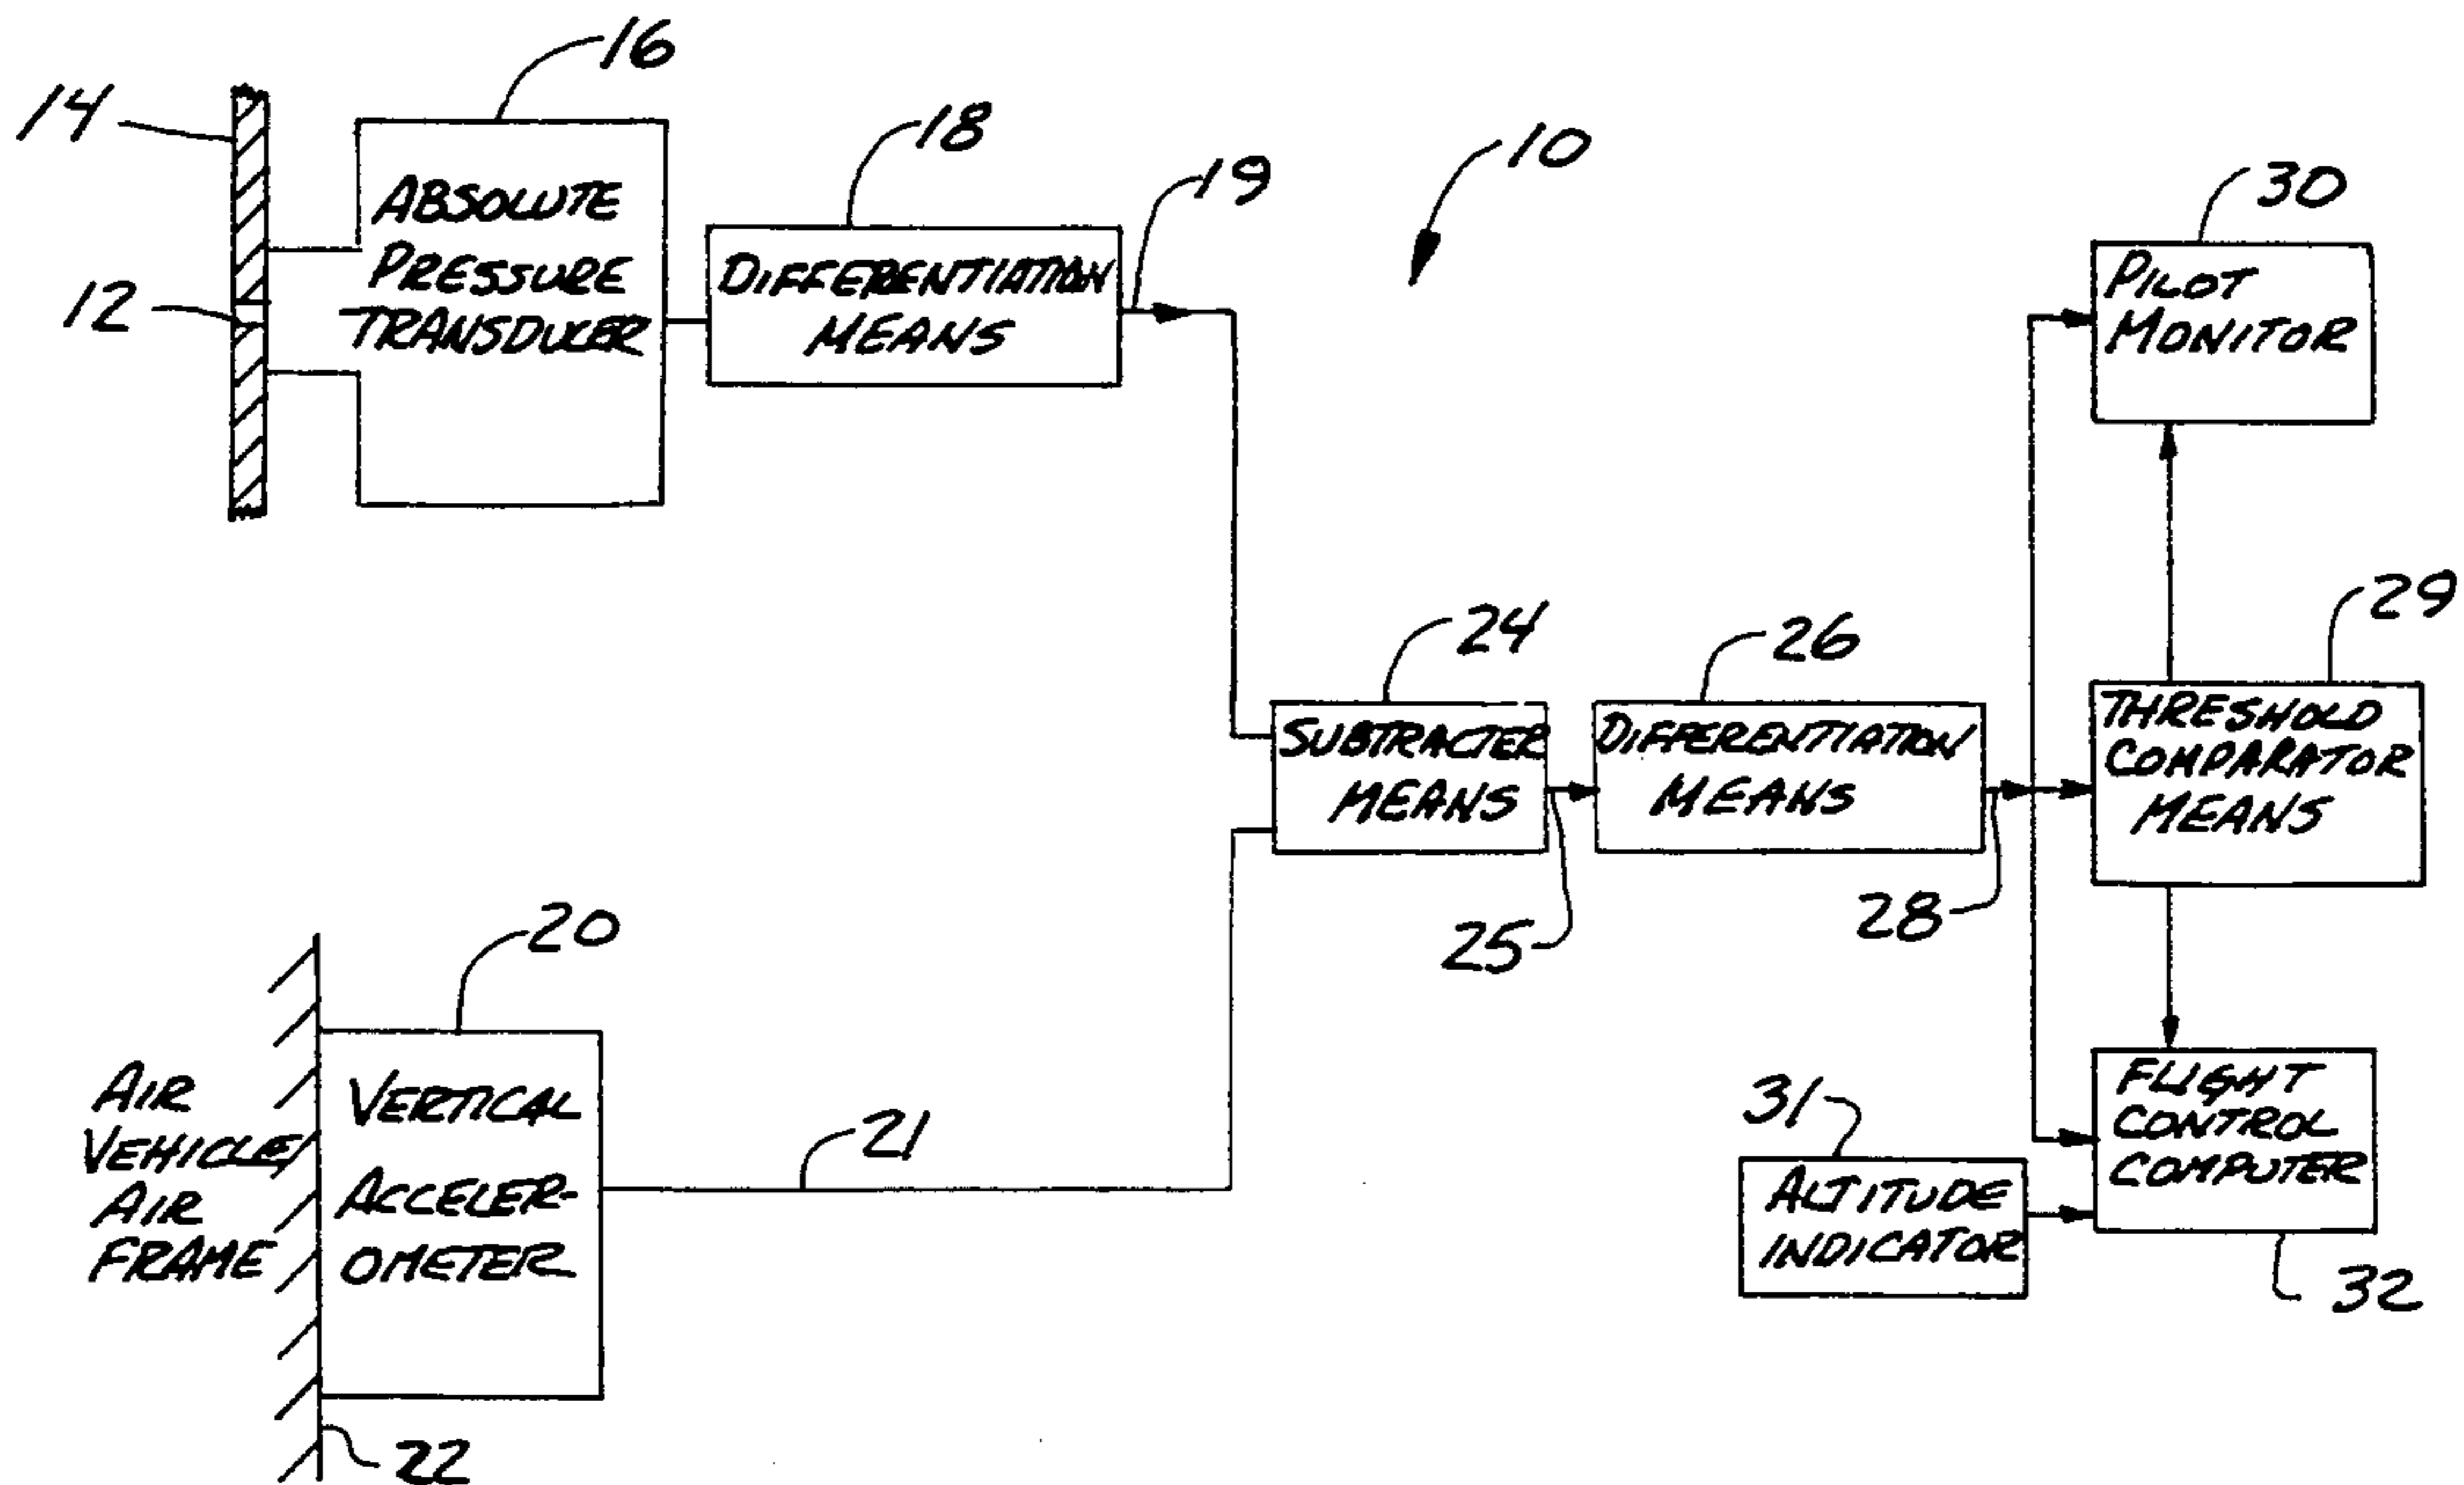 16
14
18
10
19
30
ABSOLUTE
PRESSURE
TRANSDUCER
12
DIFFERENTIATION
MEANS
PILOT
MONITOR
29
24
26
SUBTRACTER
MEANS
DIFFERENTIATION
MEANS
THRESHOLD
COMPARATOR
MEANS
25
28
20
AIR
VEHICLE
AIR
FRAME
VERTICAL
ACCELER-
OMETER
21
31
ALTITUDE
INDICATOR
FLIGHT
CONTROL
COMPUTER
32
22